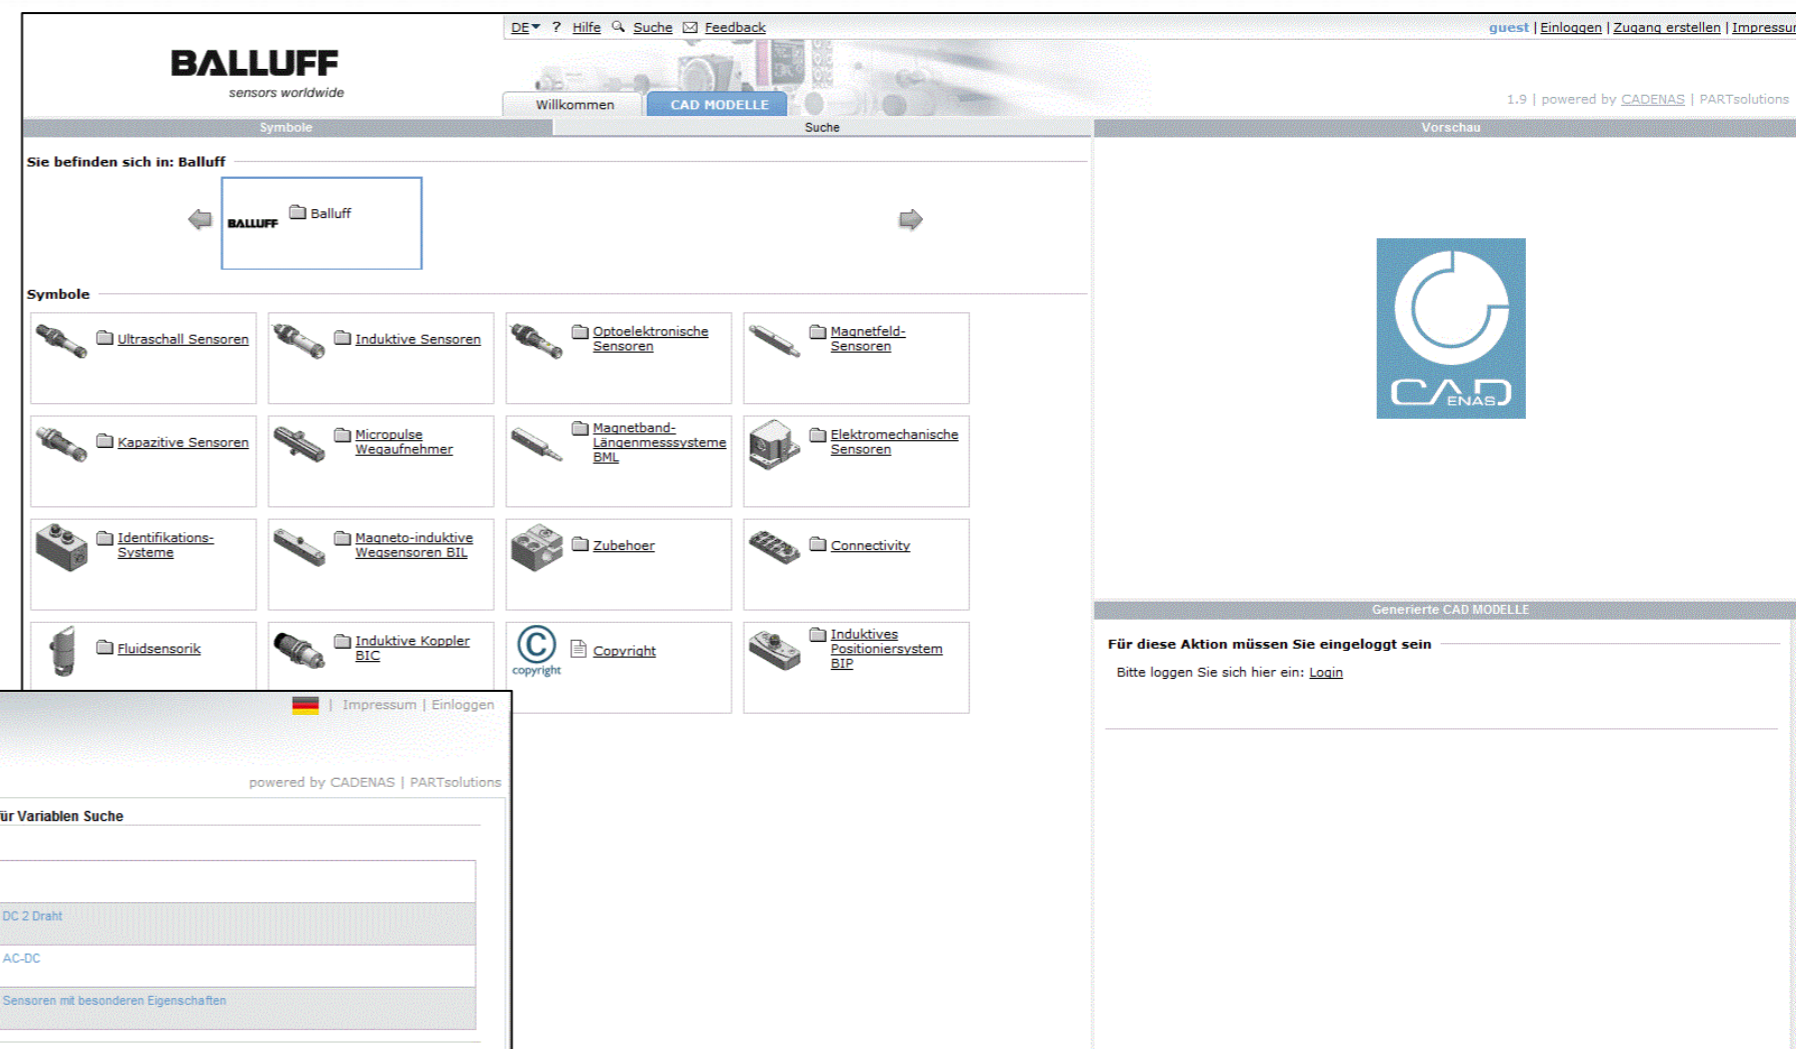 DE ? Hilfe Suche Feedback
guest | Einloggen | Zugang erstellen | Impressu
BALLUFF
sensors worldwide
Willkommen
CAD MODELLE
1.9 | powered by CADENAS | PARTsolutions
Symbole
Suche
Vorschau
Sie befinden sich in: Balluff
BALLUFF
Balluff
CADENAS
Symbole
Ultraschall Sensoren
Induktive Sensoren
Optoelektronische
Sensoren
Magnetfeld-
Sensoren
Kapazitive Sensoren
Micropulse
Wegaufnehmer
Magnetband-
Längenmesssysteme
BML
Elektromechanische
Sensoren
Identifikations-
Systeme
Magneto-induktive
Wegsensoren BIL
Zubehoer
Connectivity
Fluidsensorik
Induktive Koppler
BIC
©
copyright
Copyright
Induktives
Positioniersystem
BIP
Generierte CAD MODELLE
Für diese Aktion müssen Sie eingeloggt sein
Bitte loggen Sie sich hier ein: Login
| Impressum | Einloggen
powered by CADENAS | PARTsolutions
für Variablen Suche
DC 2 Draht
AC-DC
Sensoren mit besonderen Eigenschaften